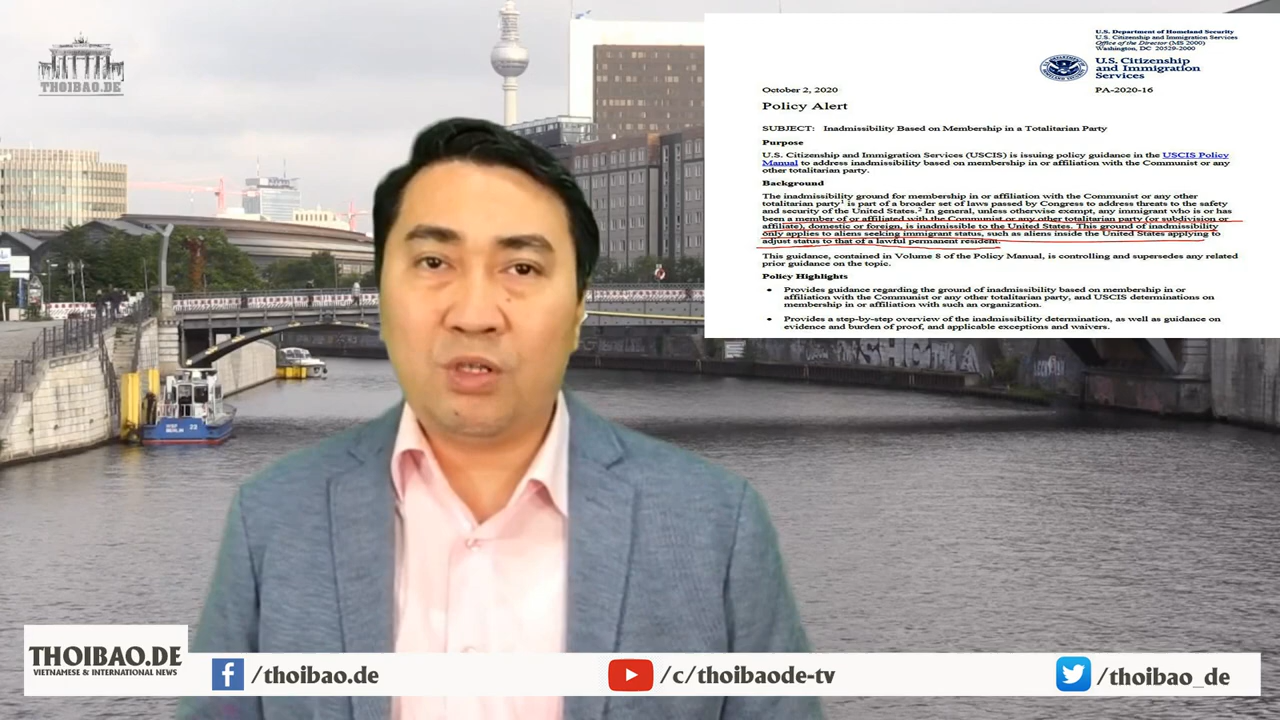 THOIBAO.DE
U.S. Department of Homeland Security
U.S. Citizenship and Immigration Services
Office of the Director (MS 2000)
Washington, DC 20529-2000
U.S. Citizenship
and Immigration
Services
October 2, 2020
PA-2020-16
Policy Alert
SUBJECT: Inadmissibility Based on Membership in a Totalitarian Party
Purpose
U.S. Citizenship and Immigration Services (USCIS) is issuing policy guidance in the USCIS Policy
Manual to address inadmissibility based on membership in or affiliation with the Communist or any
other totalitarian party.
Background
The inadmissibility ground for membership in or affiliation with the Communist or any other
totalitarian party¹ is part of a broader set of laws passed by Congress to address threats to the safety
and security of the United States.² In general, unless otherwise exempt, any immigrant who is or has
been a member of or affiliated with the Communist or any other totalitarian party (or subdivision or
affiliate), domestic or foreign, is inadmissible to the United States. This ground of inadmissibility
only applies to aliens seeking immigrant status, such as aliens inside the United States applying to
adjust status to that of a lawful permanent resident.
This guidance, contained in Volume 8 of the Policy Manual, is controlling and supersedes any related
prior guidance on the topic.
Policy Highlights
• Provides guidance regarding the ground of inadmissibility based on membership in or
affiliation with the Communist or any other totalitarian party, and USCIS determinations on
membership in or affiliation with such an organization.
• Provides a step-by-step overview of the inadmissibility determination, as well as guidance on
evidence and burden of proof, and applicable exceptions and waivers.
THOIBAO.DE
VIETNAMESE & INTERNATIONAL NEWS
/thoibao.de
/c/thoibaode-tv
/thoibao_de